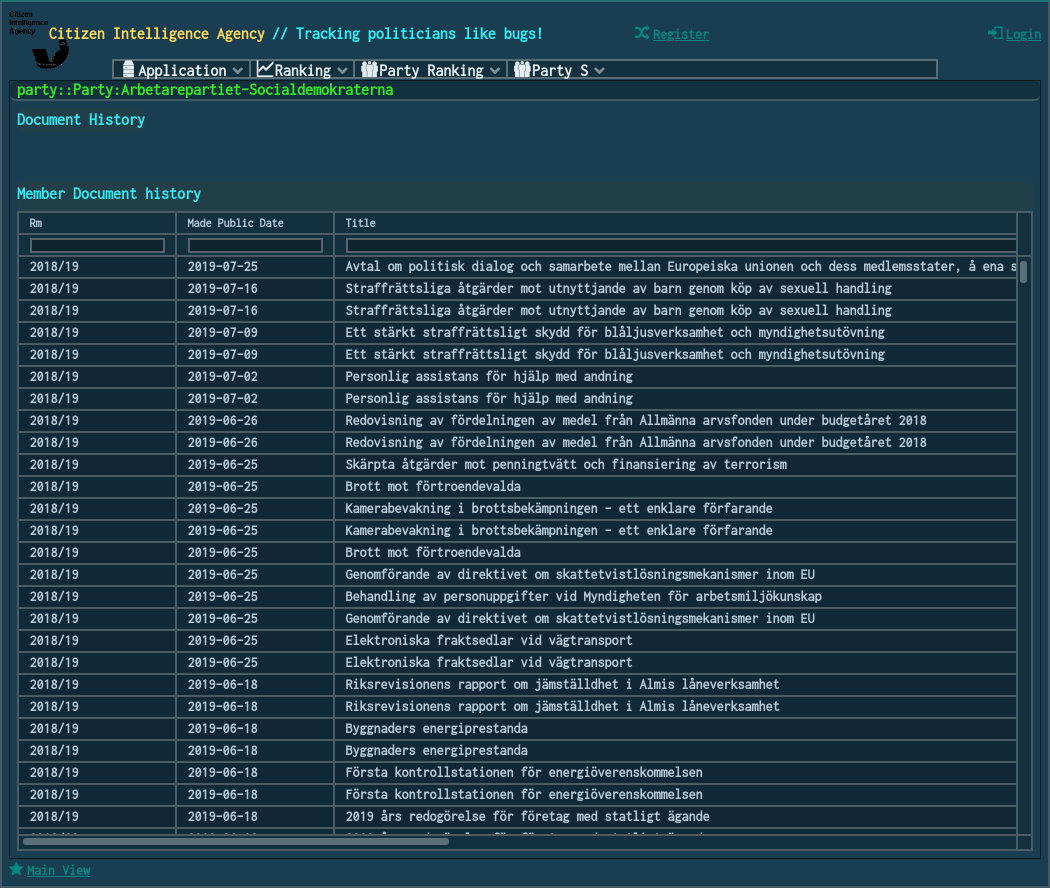 Citizen
Intelligence
Agency
Citizen Intelligence Agency // Tracking politicians like bugs!
Register
Login
Application
Ranking
Party Ranking
Party S
party::Party:Arbetarepartiet-Socialdemokraterna
Document History
Member Document history
Rm Made Public Date Title
2018/19 2019-07-25 Avtal om politisk dialog och samarbete mellan Europeiska unionen och dess medlemsstater, å ena s
2018/19 2019-07-16 Straffrättsliga åtgärder mot utnyttjande av barn genom köp av sexuell handling
2018/19 2019-07-16 Straffrättsliga åtgärder mot utnyttjande av barn genom köp av sexuell handling
2018/19 2019-07-09 Ett stärkt straffrättsligt skydd för blåljusverksamhet och myndighetsutövning
2018/19 2019-07-09 Ett stärkt straffrättsligt skydd för blåljusverksamhet och myndighetsutövning
2018/19 2019-07-02 Personlig assistans för hjälp med andning
2018/19 2019-07-02 Personlig assistans för hjälp med andning
2018/19 2019-06-26 Redovisning av fördelningen av medel från Allmänna arvsfonden under budgetåret 2018
2018/19 2019-06-26 Redovisning av fördelningen av medel från Allmänna arvsfonden under budgetåret 2018
2018/19 2019-06-25 Skärpta åtgärder mot penningtvätt och finansiering av terrorism
2018/19 2019-06-25 Brott mot förtroendevalda
2018/19 2019-06-25 Kamerabevakning i brottsbekämpningen – ett enklare förfarande
2018/19 2019-06-25 Kamerabevakning i brottsbekämpningen – ett enklare förfarande
2018/19 2019-06-25 Brott mot förtroendevalda
2018/19 2019-06-25 Genomförande av direktivet om skattetvistlösningsmekanismer inom EU
2018/19 2019-06-25 Behandling av personuppgifter vid Myndigheten för arbetsmiljökunskap
2018/19 2019-06-25 Genomförande av direktivet om skattetvistlösningsmekanismer inom EU
2018/19 2019-06-25 Elektroniska fraktsedlar vid vägtransport
2018/19 2019-06-25 Elektroniska fraktsedlar vid vägtransport
2018/19 2019-06-18 Riksrevisionens rapport om jämställdhet i Almis låneverksamhet
2018/19 2019-06-18 Riksrevisionens rapport om jämställdhet i Almis låneverksamhet
2018/19 2019-06-18 Byggnaders energiprestanda
2018/19 2019-06-18 Byggnaders energiprestanda
2018/19 2019-06-18 Första kontrollstationen för energiöverenskommelsen
2018/19 2019-06-18 Första kontrollstationen för energiöverenskommelsen
2018/19 2019-06-18 2019 års redogörelse för företag med statligt ägande
Main View